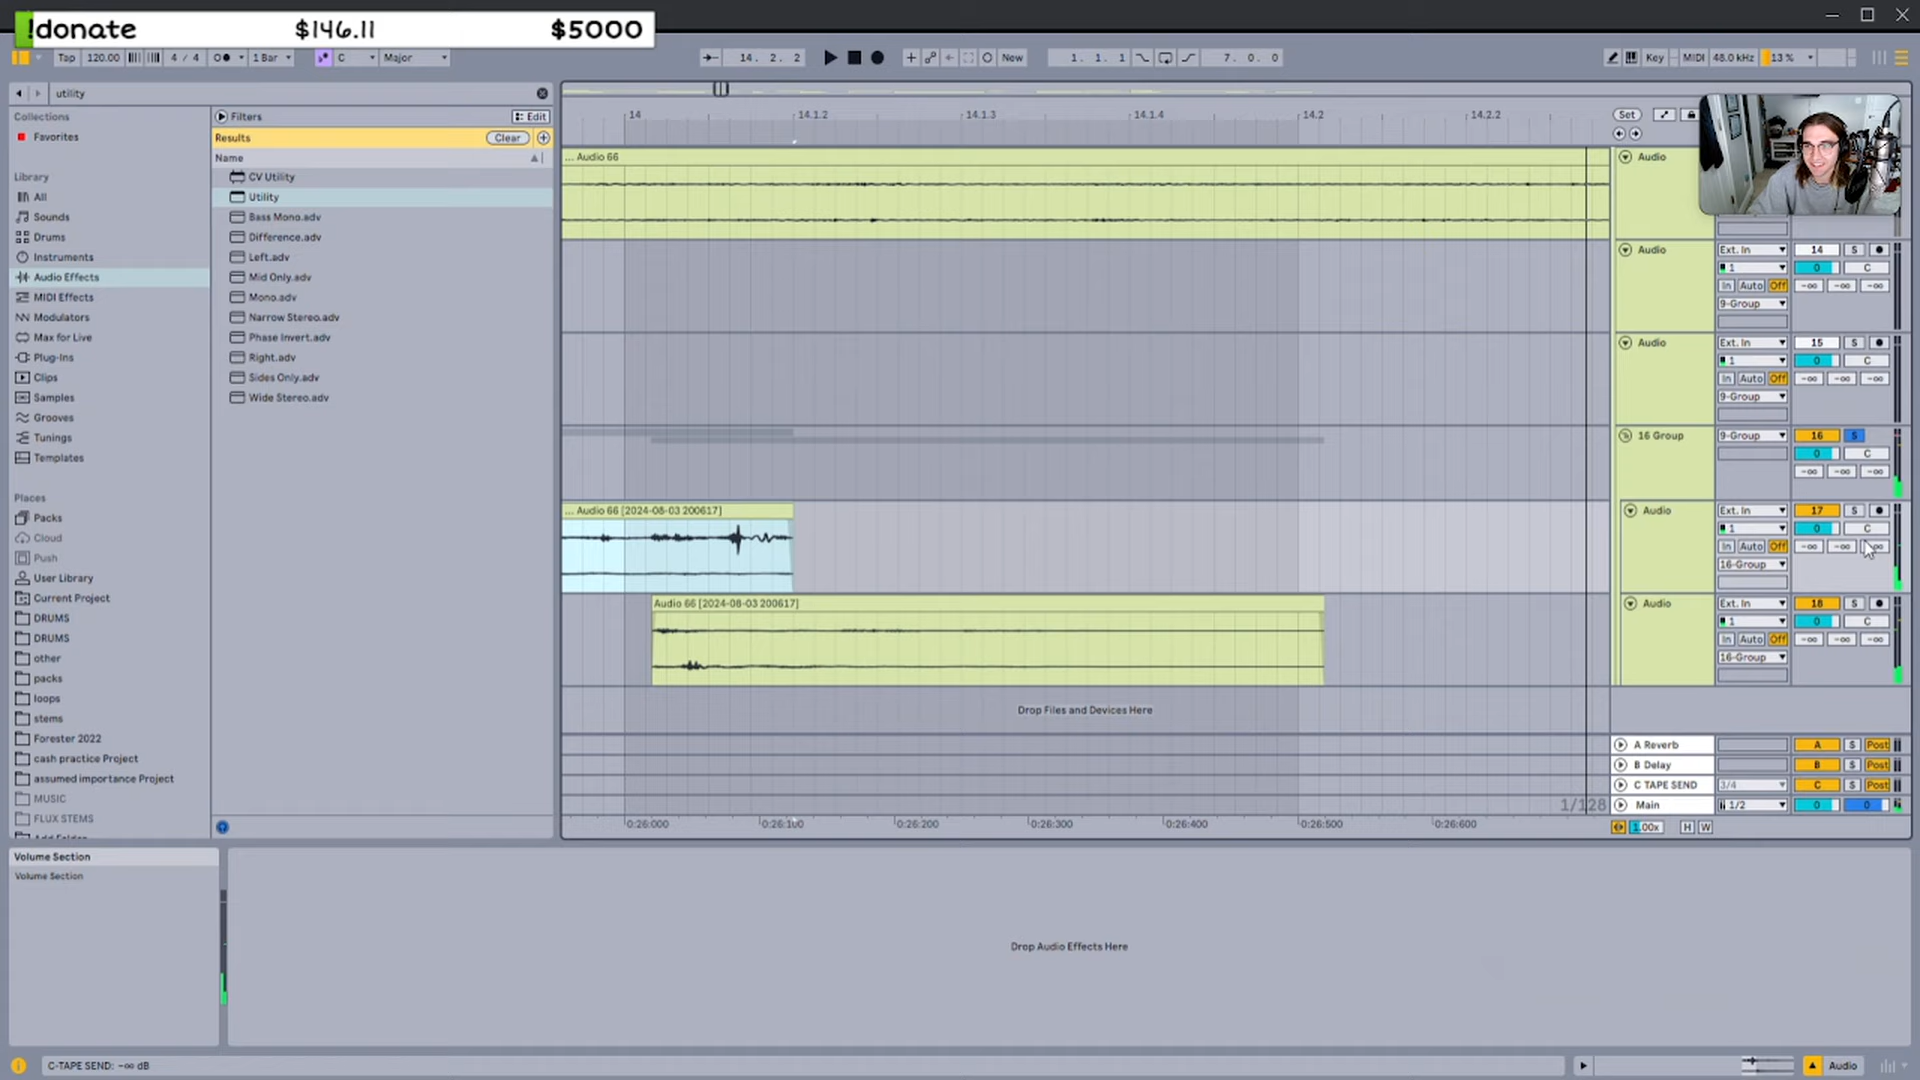 !donate $146.11 $5000
Tap 120.00 4 / 4 1 Bar C Major 14. 2. 2 New 1. 1. 1 7. 0. 0 Key MIDI 48.0 kHz 13 %
utility
Collections
Favorites
Library
All
Sounds
Drums
Instruments
Audio Effects
MIDI Effects
Modulators
Max for Live
Plug-Ins
Clips
Samples
Grooves
Tunings
Templates
Places
Packs
Cloud
Push
User Library
Current Project
DRUMS
DRUMS
other
packs
loops
stems
Forester 2022
cash practice Project
assumed importance Project
MUSIC
FLUX STEMS
Filters Edit
Results Clear
Name
CV Utility
Utility
Bass Mono.adv
Difference.adv
Left.adv
Mid Only.adv
Mono.adv
Narrow Stereo.adv
Phase Invert.adv
Right.adv
Sides Only.adv
Wide Stereo.adv
14 14.1.2 14.1.3 14.1.4 14.2 14.2.2 Set
... Audio 66 Audio
Audio Ext. In 14 S
1 0 C
In Auto Off -∞ -∞ -∞
9-Group
Audio Ext. In 15 S
1 0 C
In Auto Off -∞ -∞ -∞
9-Group
16 Group 9-Group 16 S
0 C
-∞ -∞ -∞
... Audio 66 [2024-08-03 200617] Audio Ext. In 17 S
1 0 C
In Auto Off -∞ -∞ -∞
16-Group
Audio 66 [2024-08-03 200617] Audio Ext. In 18 S
1 0 C
In Auto Off -∞ -∞ -∞
16-Group
Drop Files and Devices Here
A Reverb A S Post
B Delay B S Post
C TAPE SEND 3/4 C S Post
1/128 Main 1/2 0 0
0:26:000 0:26:100 0:26:200 0:26:300 0:26:400 0:26:500 0:26:600 1.00x H W
Volume Section
Volume Section
Drop Audio Effects Here
C-TAPE SEND: -∞ dB Audio